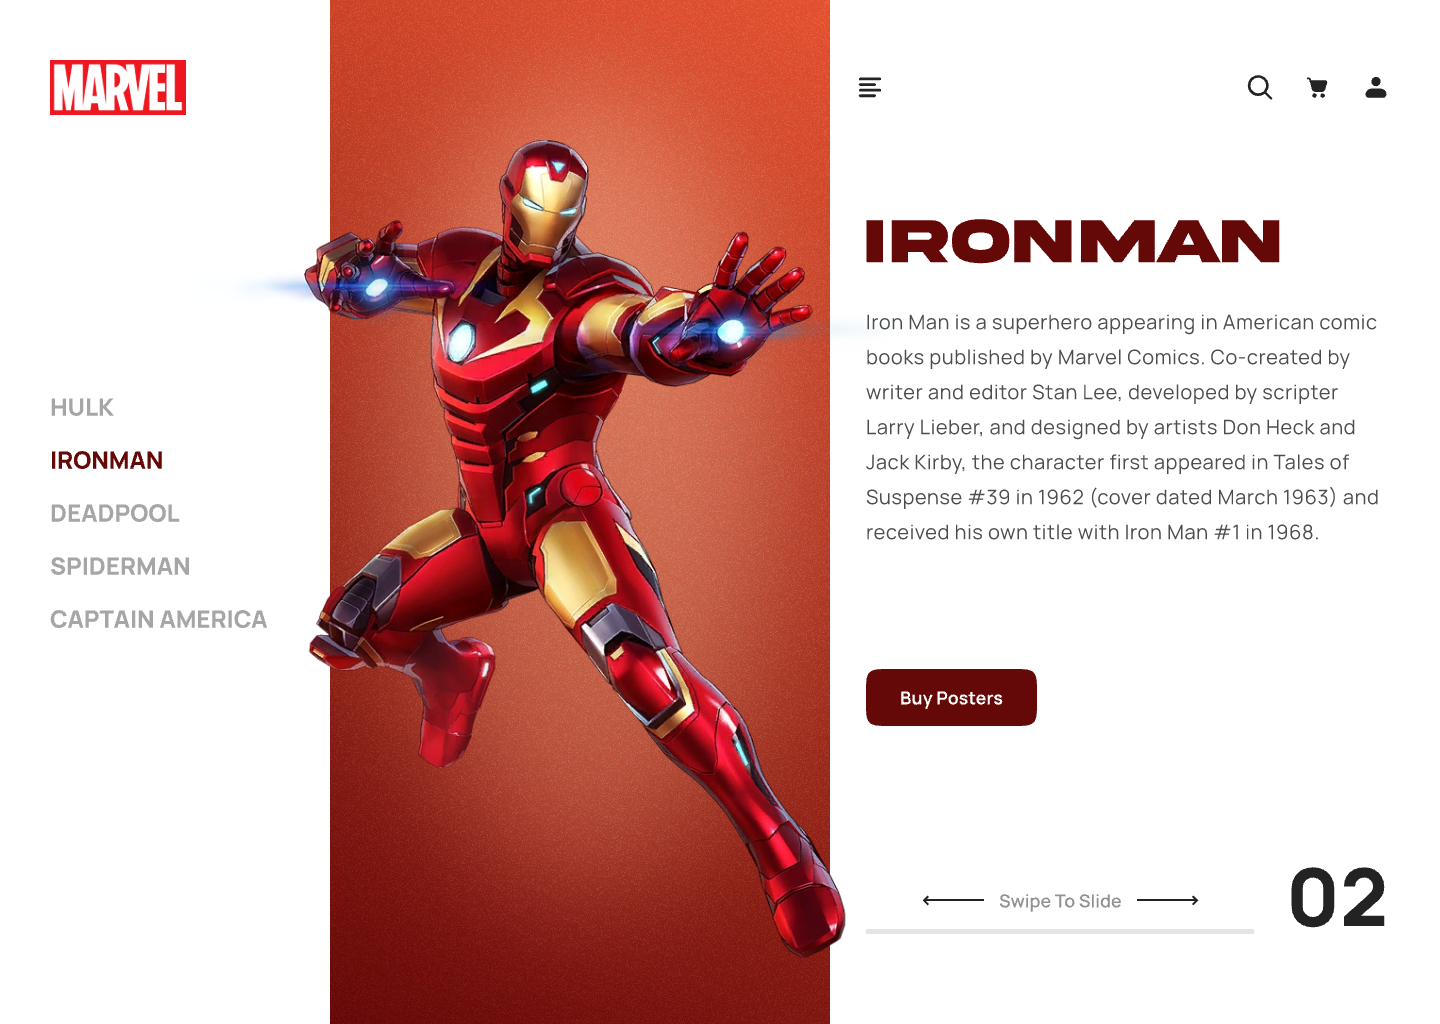 MARVEL
HULK
IRONMAN
DEADPOOL
SPIDERMAN
CAPTAIN AMERICA
IRONMAN
Iron Man is a superhero appearing in American comic
books published by Marvel Comics. Co-created by
writer and editor Stan Lee, developed by scripter
Larry Lieber, and designed by artists Don Heck and
Jack Kirby, the character first appeared in Tales of
Suspense #39 in 1962 (cover dated March 1963) and
received his own title with Iron Man #1 in 1968.
Buy Posters
Swipe To Slide
02